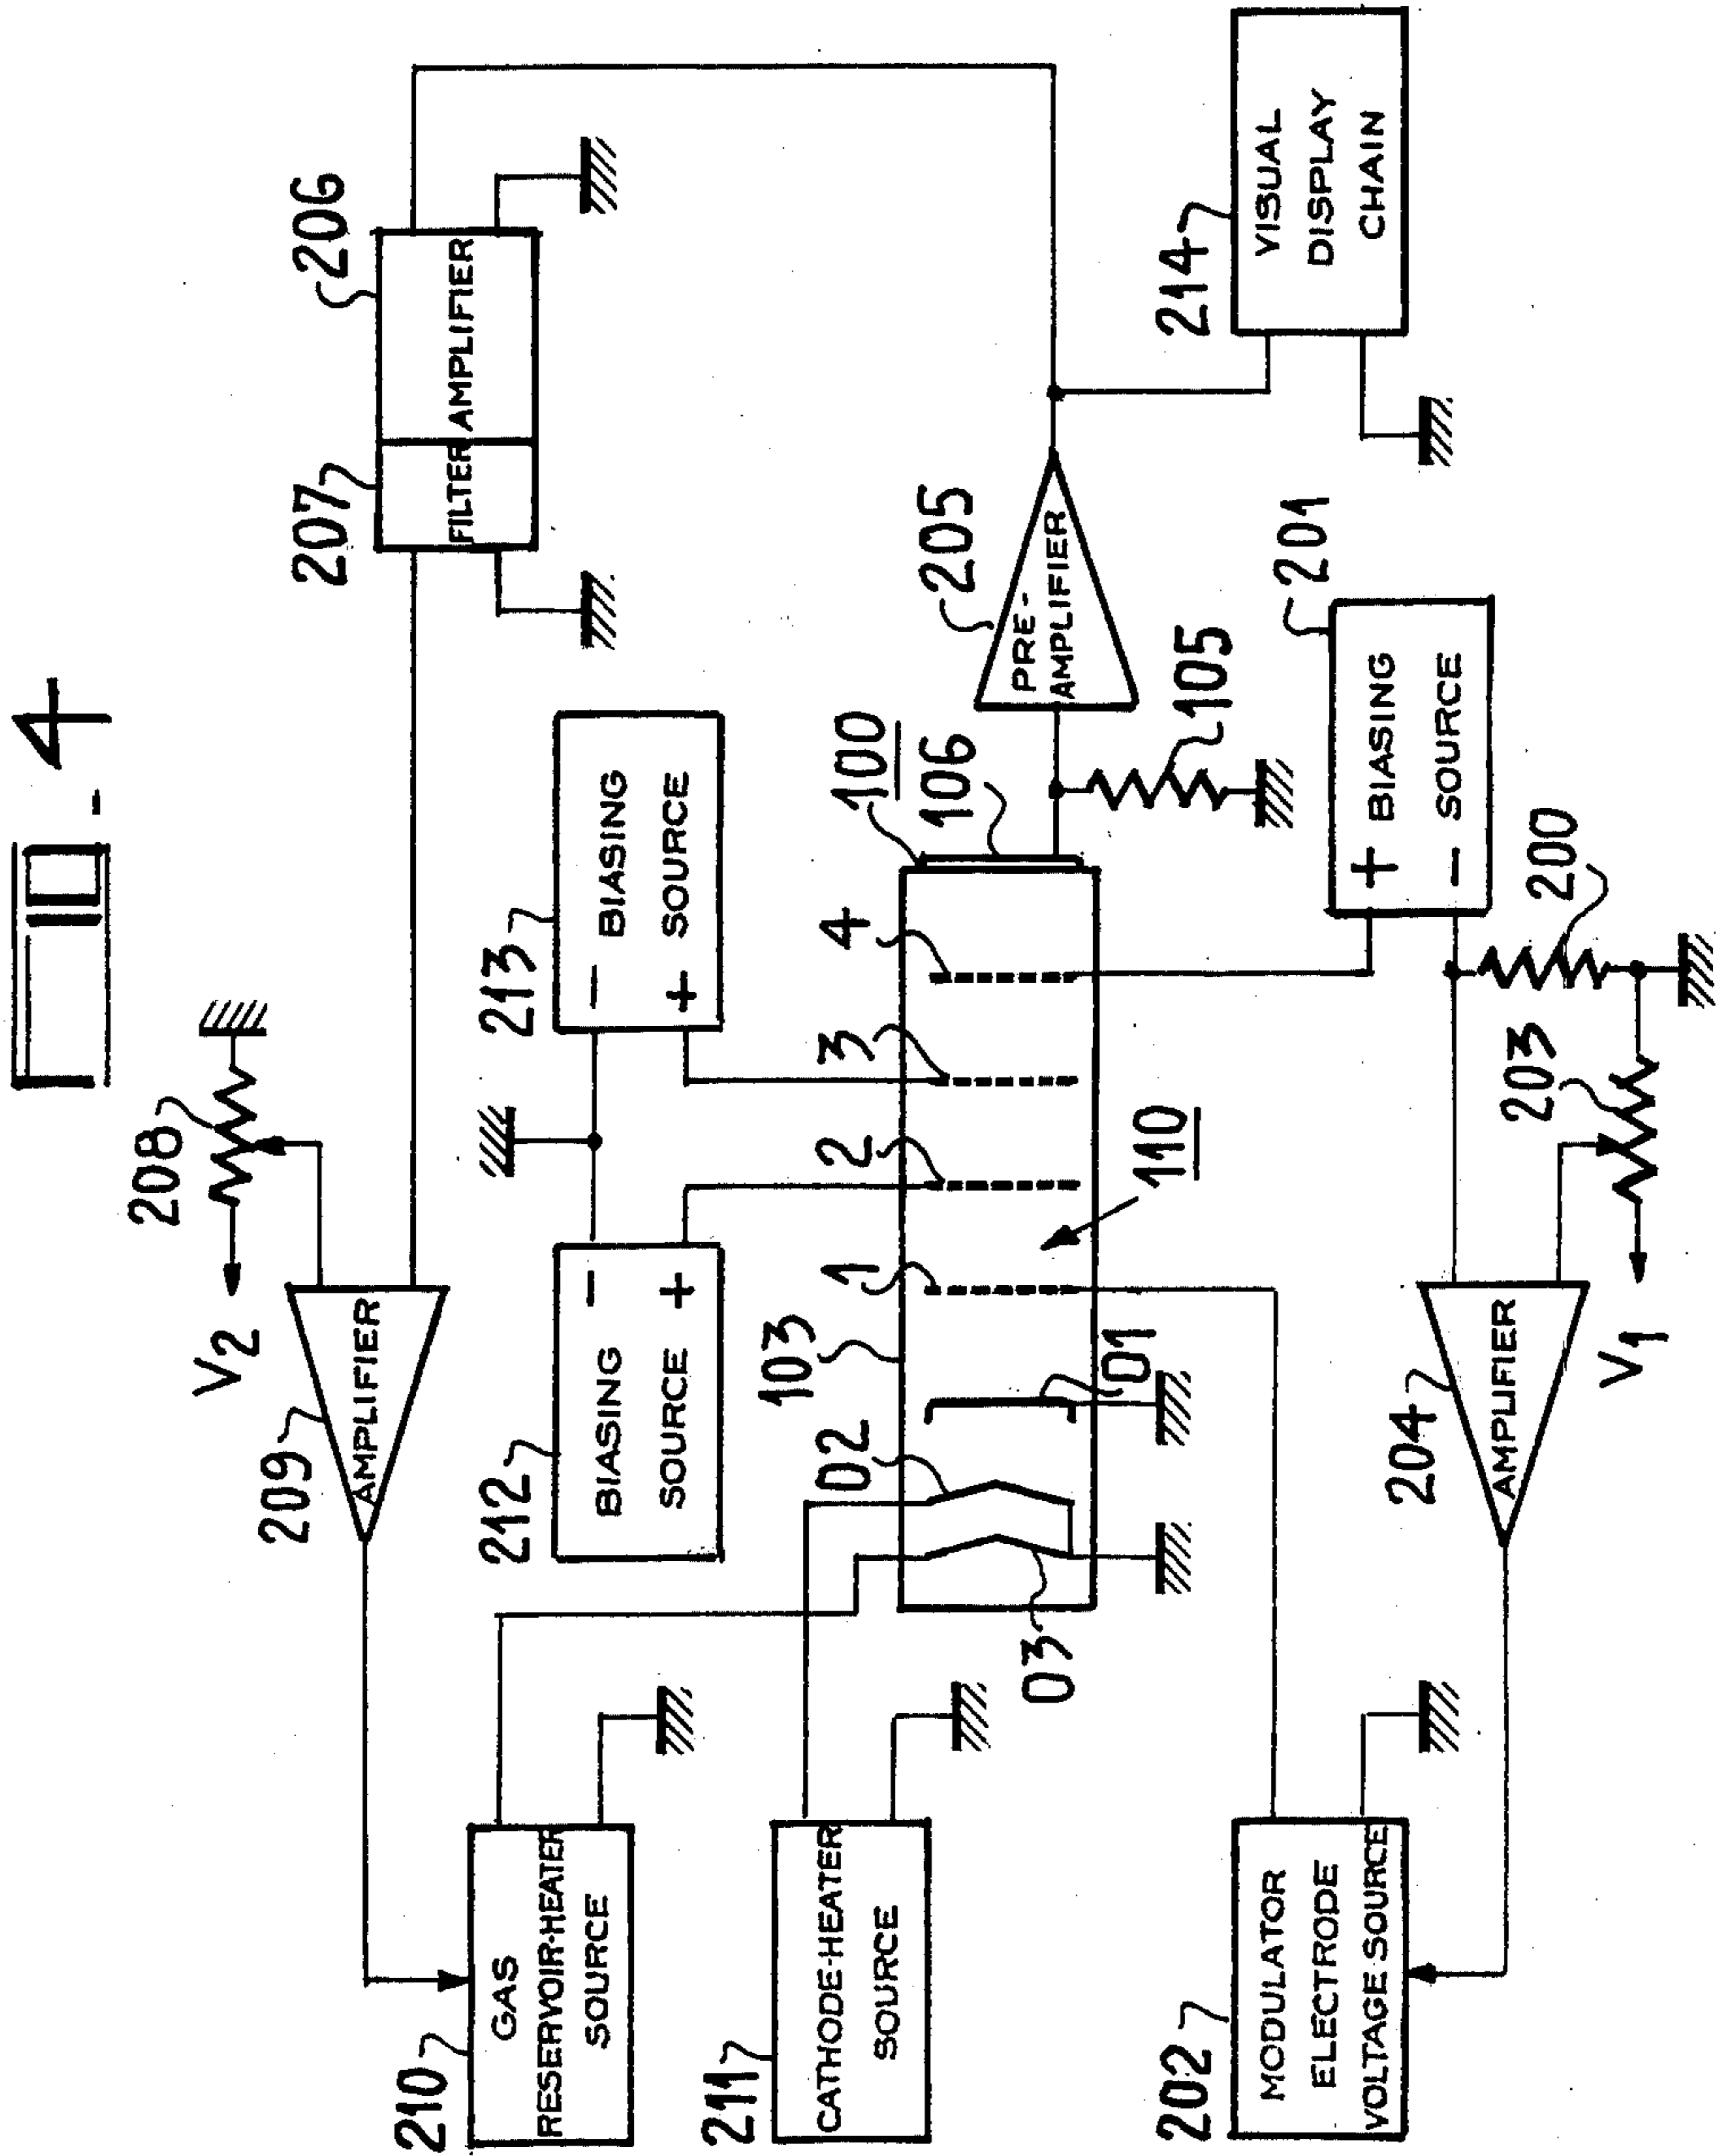 FIG-4
V2
208
209
AMPLIFIER
207
206
FILTER
AMPLIFIER
210
GAS
RESERVOIR-HEATER
SOURCE
212
BIASING
SOURCE
-
+
213
-
+
BIASING
SOURCE
211
CATHODE-HEATER
SOURCE
103
02
01
03
1
2
3
4
110
100
106
205
PRE-
AMPLIFIER
105
214
VISUAL
DISPLAY
CHAIN
202
MODULATOR
ELECTRODE
VOLTAGE SOURCE
204
AMPLIFIER
V1
203
200
201
+
-
BIASING
SOURCE